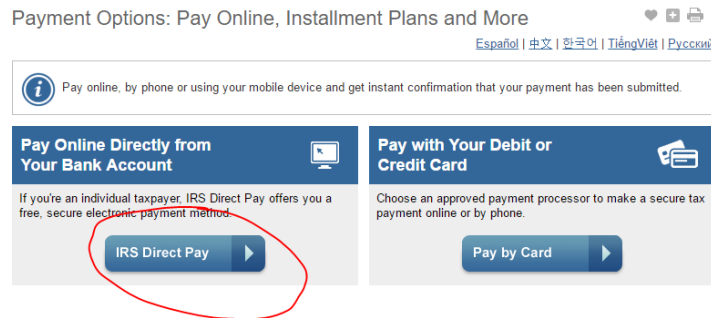 Payment Options: Pay Online, Installment Plans and More
Español | 中文 | 한국어 | TiếngViêt | Русский
Pay online, by phone or using your mobile device and get instant confirmation that your payment has been submitted.
Pay Online Directly from
Your Bank Account
If you're an individual taxpayer, IRS Direct Pay offers you a
free, secure electronic payment method.
IRS Direct Pay
Pay with Your Debit or
Credit Card
Choose an approved payment processor to make a secure tax
payment online or by phone.
Pay by Card